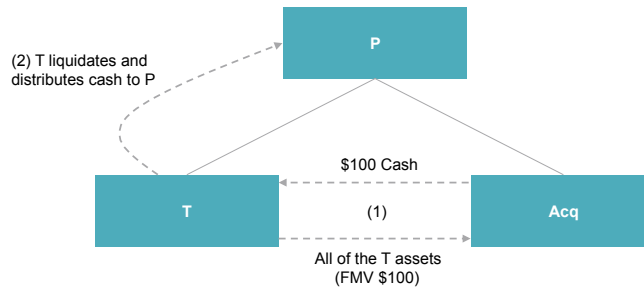 P
(2) T liquidates and
distributes cash to P
$100 Cash
T
(1)
Acq
All of the T assets
(FMV $100)